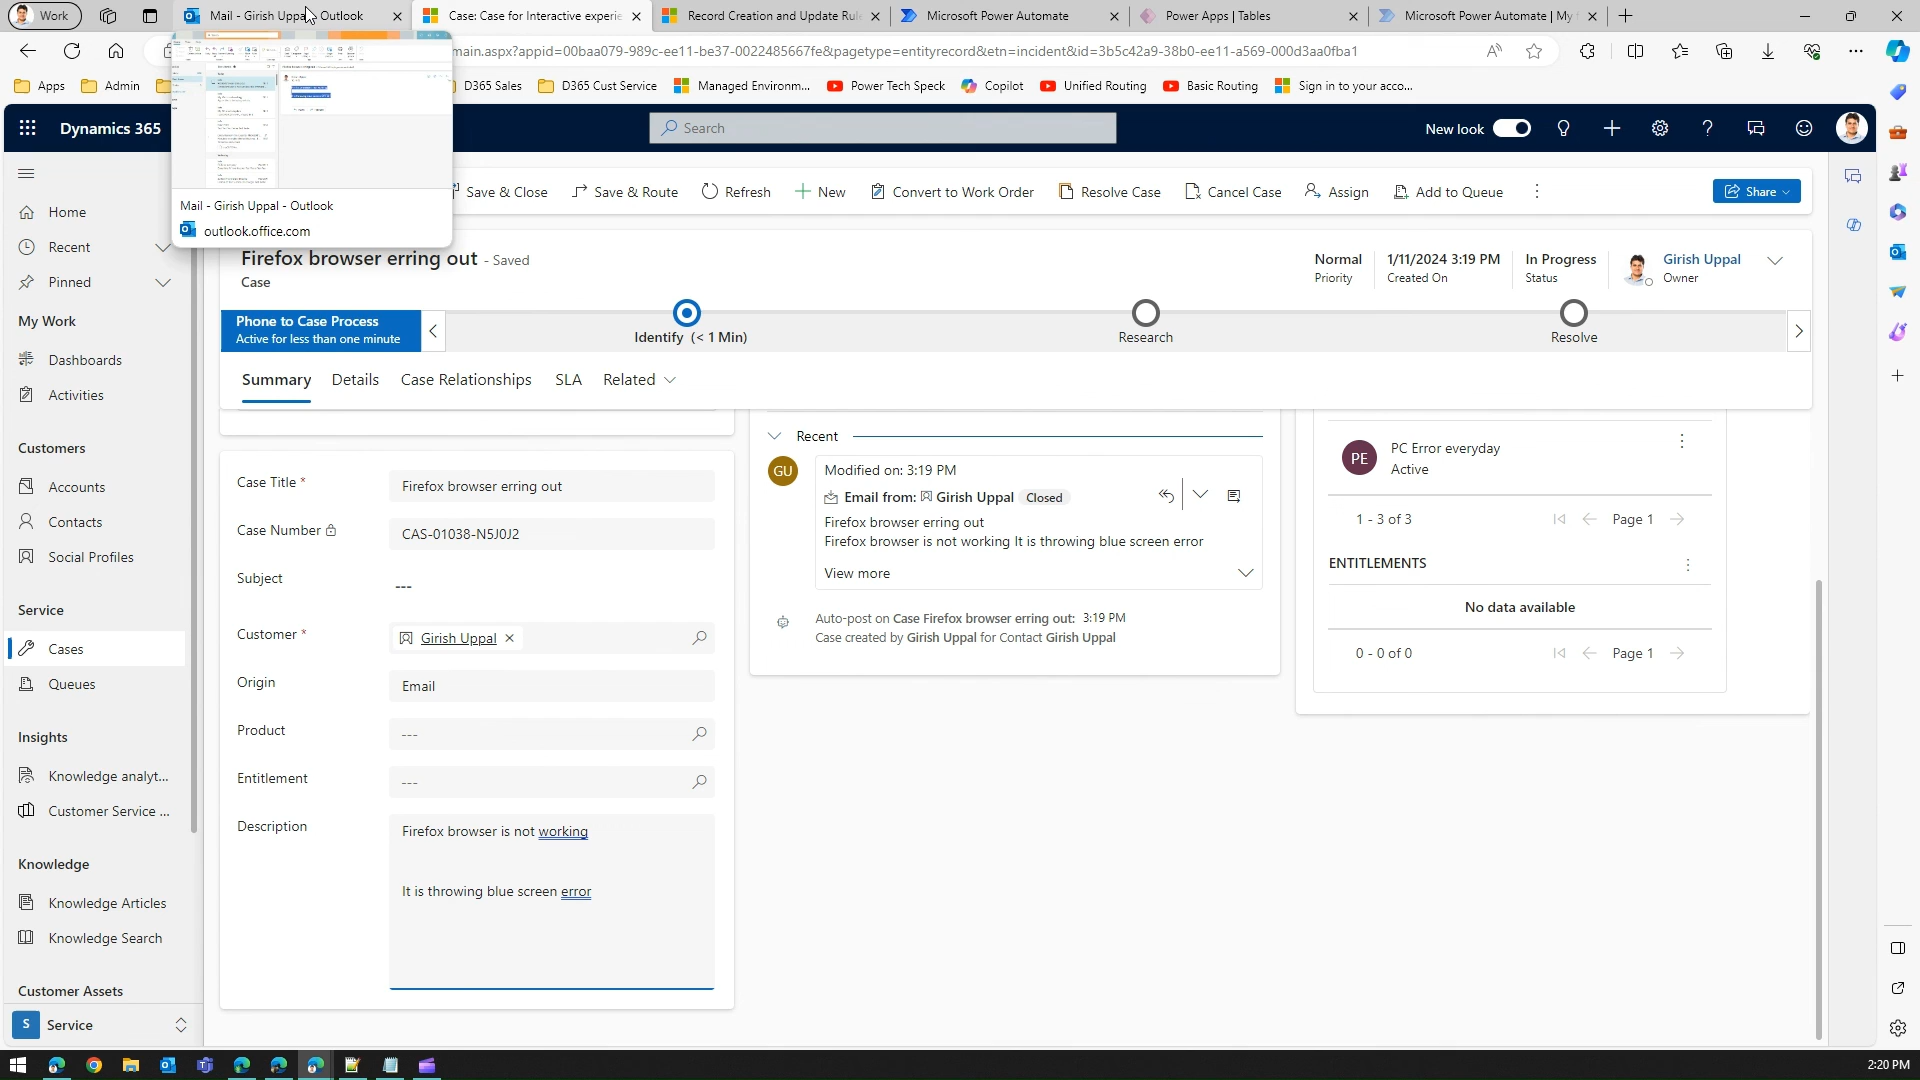 Work
Mail - Girish Uppal - Outlook
Case: Case for Interactive experie
Record Creation and Update Rule
Microsoft Power Automate
Power Apps | Tables
Microsoft Power Automate | My
main.aspx?appid=00baa079-989c-ee11-be37-0022485667fe&pagetype=entityrecord&etn=incident&id=3b5c42a9-38b0-ee11-a569-000d3aa0fba1
Apps
Admin
D365 Sales
D365 Cust Service
Managed Environm...
Power Tech Speck
Copilot
Unified Routing
Basic Routing
Sign in to your acco...
Dynamics 365
Search
New look
Mail - Girish Uppal - Outlook
outlook.office.com
Save & Close
Save & Route
Refresh
New
Convert to Work Order
Resolve Case
Cancel Case
Assign
Add to Queue
Share
Home
Recent
Pinned
My Work
Dashboards
Activities
Customers
Accounts
Contacts
Social Profiles
Service
Cases
Queues
Insights
Knowledge analyt...
Customer Service ...
Knowledge
Knowledge Articles
Knowledge Search
Customer Assets
S
Service
Firefox browser erring out - Saved
Case
Normal
Priority
1/11/2024 3:19 PM
Created On
In Progress
Status
Girish Uppal
Owner
Phone to Case Process
Active for less than one minute
Identify (< 1 Min)
Research
Resolve
Summary
Details
Case Relationships
SLA
Related
Case Title *
Firefox browser erring out
Case Number
CAS-01038-N5J0J2
Subject
---
Customer *
Girish Uppal
Origin
Email
Product
---
Entitlement
---
Description
Firefox browser is not working
It is throwing blue screen error
Recent
GU
Modified on: 3:19 PM
Email from: Girish Uppal Closed
Firefox browser erring out
Firefox browser is not working It is throwing blue screen error
View more
Auto-post on Case Firefox browser erring out: 3:19 PM
Case created by Girish Uppal for Contact Girish Uppal
PE
PC Error everyday
Active
1 - 3 of 3
Page 1
ENTITLEMENTS
No data available
0 - 0 of 0
Page 1
2:20 PM